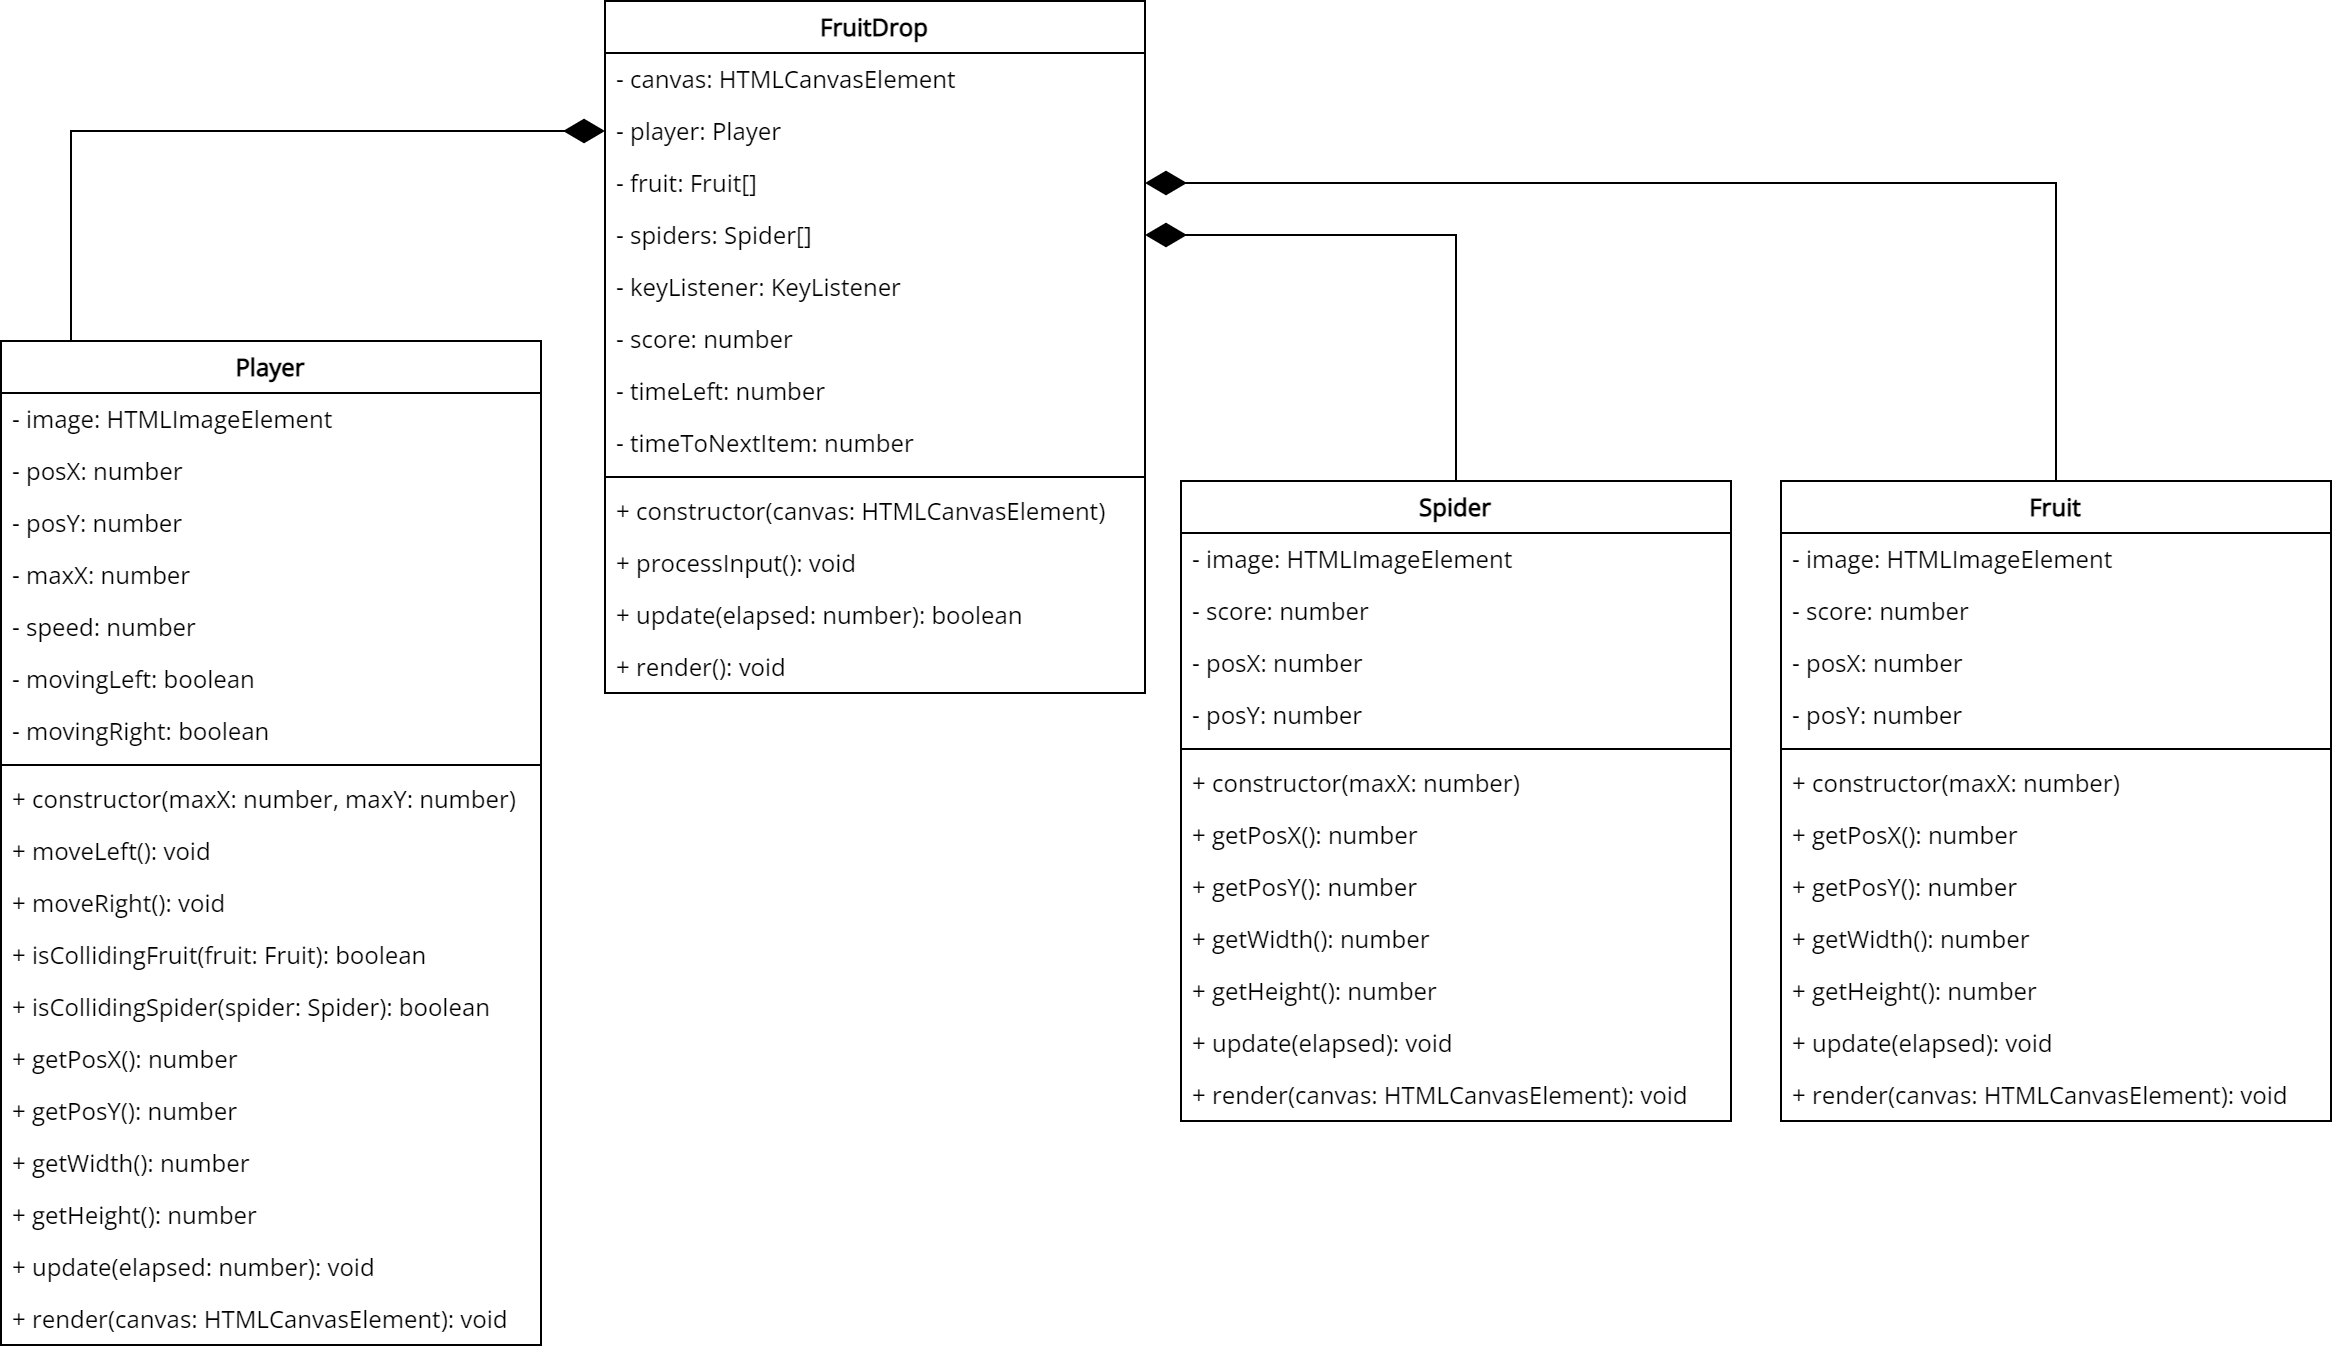 FruitDrop
- canvas: HTMLCanvasElement
- player: Player
- fruit: Fruit[]
- spiders: Spider[]
- keyListener: KeyListener
- score: number
- timeLeft: number
- timeToNextItem: number
+ constructor(canvas: HTMLCanvasElement)
+ processInput(): void
+ update(elapsed: number): boolean
+ render(): void
Player
- image: HTMLImageElement
- posX: number
- posY: number
- maxX: number
- speed: number
- movingLeft: boolean
- movingRight: boolean
+ constructor(maxX: number, maxY: number)
+ moveLeft(): void
+ moveRight(): void
+ isCollidingFruit(fruit: Fruit): boolean
+ isCollidingSpider(spider: Spider): boolean
+ getPosX(): number
+ getPosY(): number
+ getWidth(): number
+ getHeight(): number
+ update(elapsed: number): void
+ render(canvas: HTMLCanvasElement): void
Spider
- image: HTMLImageElement
- score: number
- posX: number
- posY: number
+ constructor(maxX: number)
+ getPosX(): number
+ getPosY(): number
+ getWidth(): number
+ getHeight(): number
+ update(elapsed): void
+ render(canvas: HTMLCanvasElement): void
Fruit
- image: HTMLImageElement
- score: number
- posX: number
- posY: number
+ constructor(maxX: number)
+ getPosX(): number
+ getPosY(): number
+ getWidth(): number
+ getHeight(): number
+ update(elapsed): void
+ render(canvas: HTMLCanvasElement): void